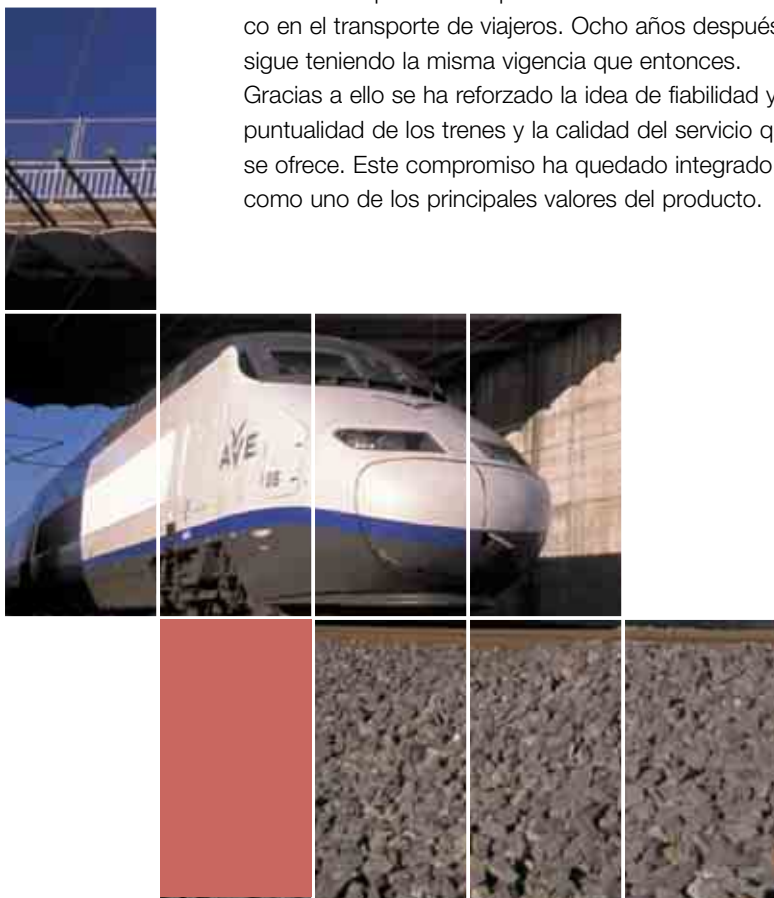 co en el transporte de viajeros. Ocho años después
sigue teniendo la misma vigencia que entonces.
Gracias a ello se ha reforzado la idea de fiabilidad y
puntualidad de los trenes y la calidad del servicio q
se ofrece. Este compromiso ha quedado integrado
como uno de los principales valores del producto.
AVE